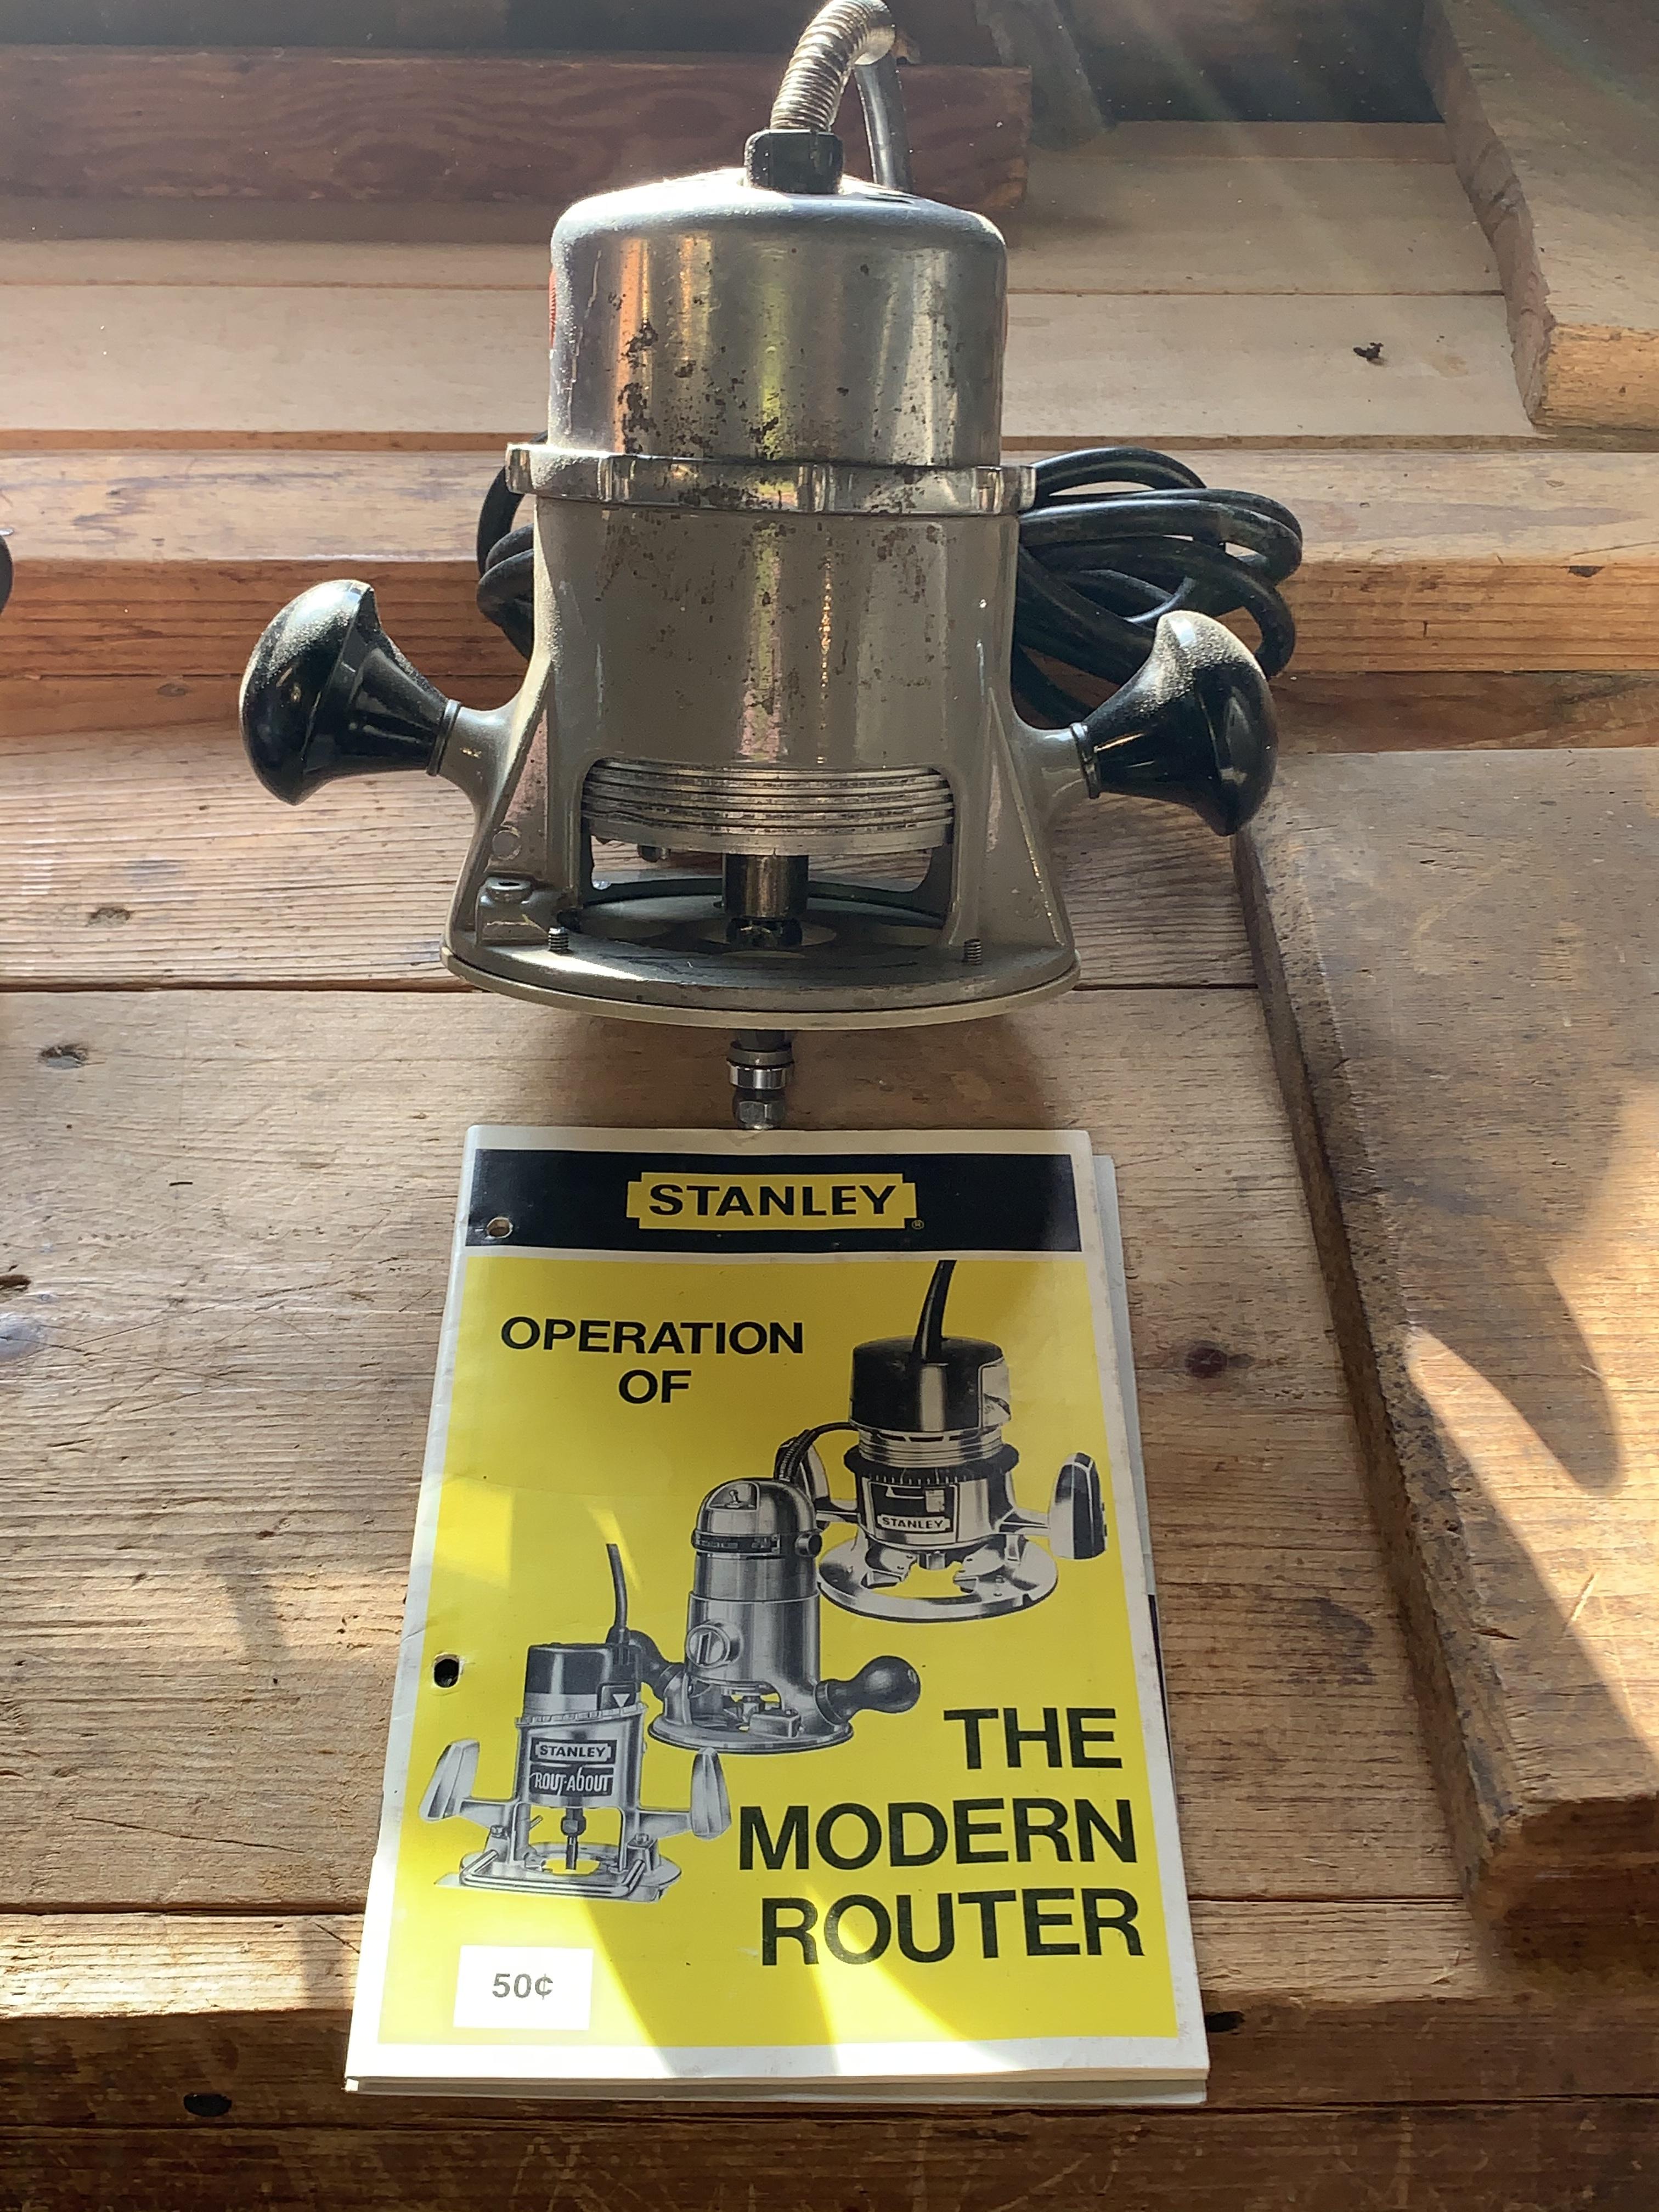 STANLEY®
OPERATION
OF
STANLEY
STANLEY
ROUT-ABOUT
THE
MODERN
ROUTER
50¢